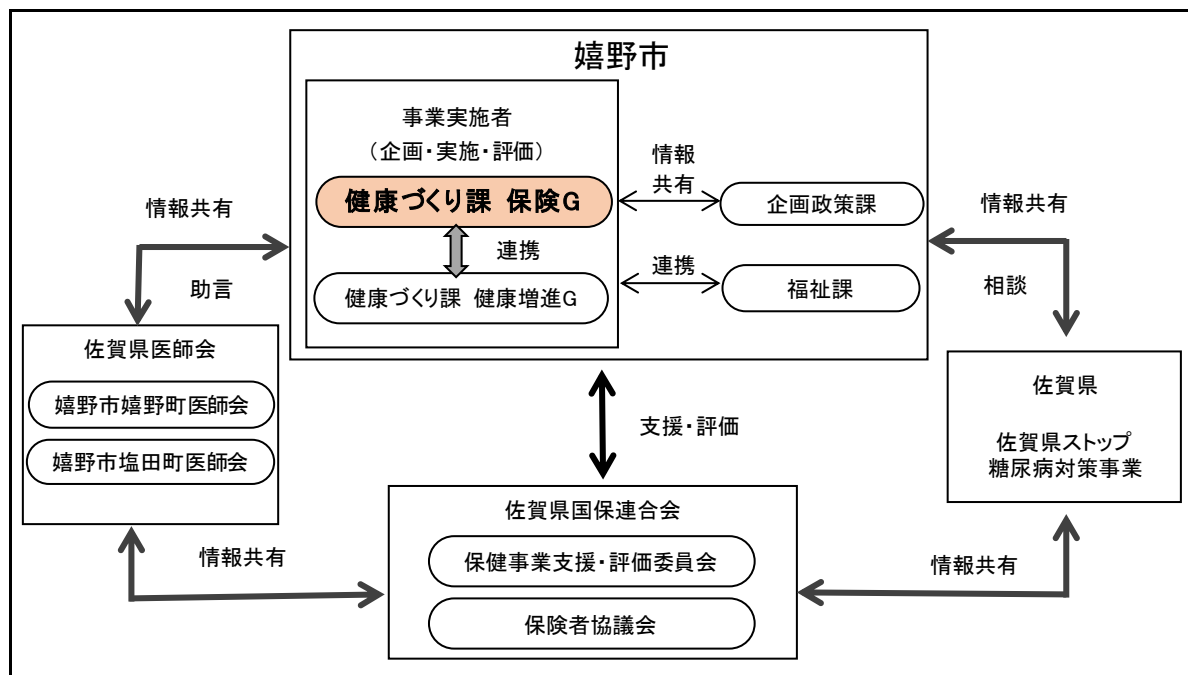 嬉野市
事業実施者
（企画・実施・評価）
健康づくり課 保険G
連携
健康づくり課 健康増進G
情報
共有
企画政策課
連携
福祉課
情報共有
助言
情報共有
相談
佐賀県医師会
嬉野市嬉野町医師会
嬉野市塩田町医師会
支援・評価
佐賀県
佐賀県ストップ
糖尿病対策事業
佐賀県国保連合会
保健事業支援・評価委員会
保険者協議会
情報共有
情報共有